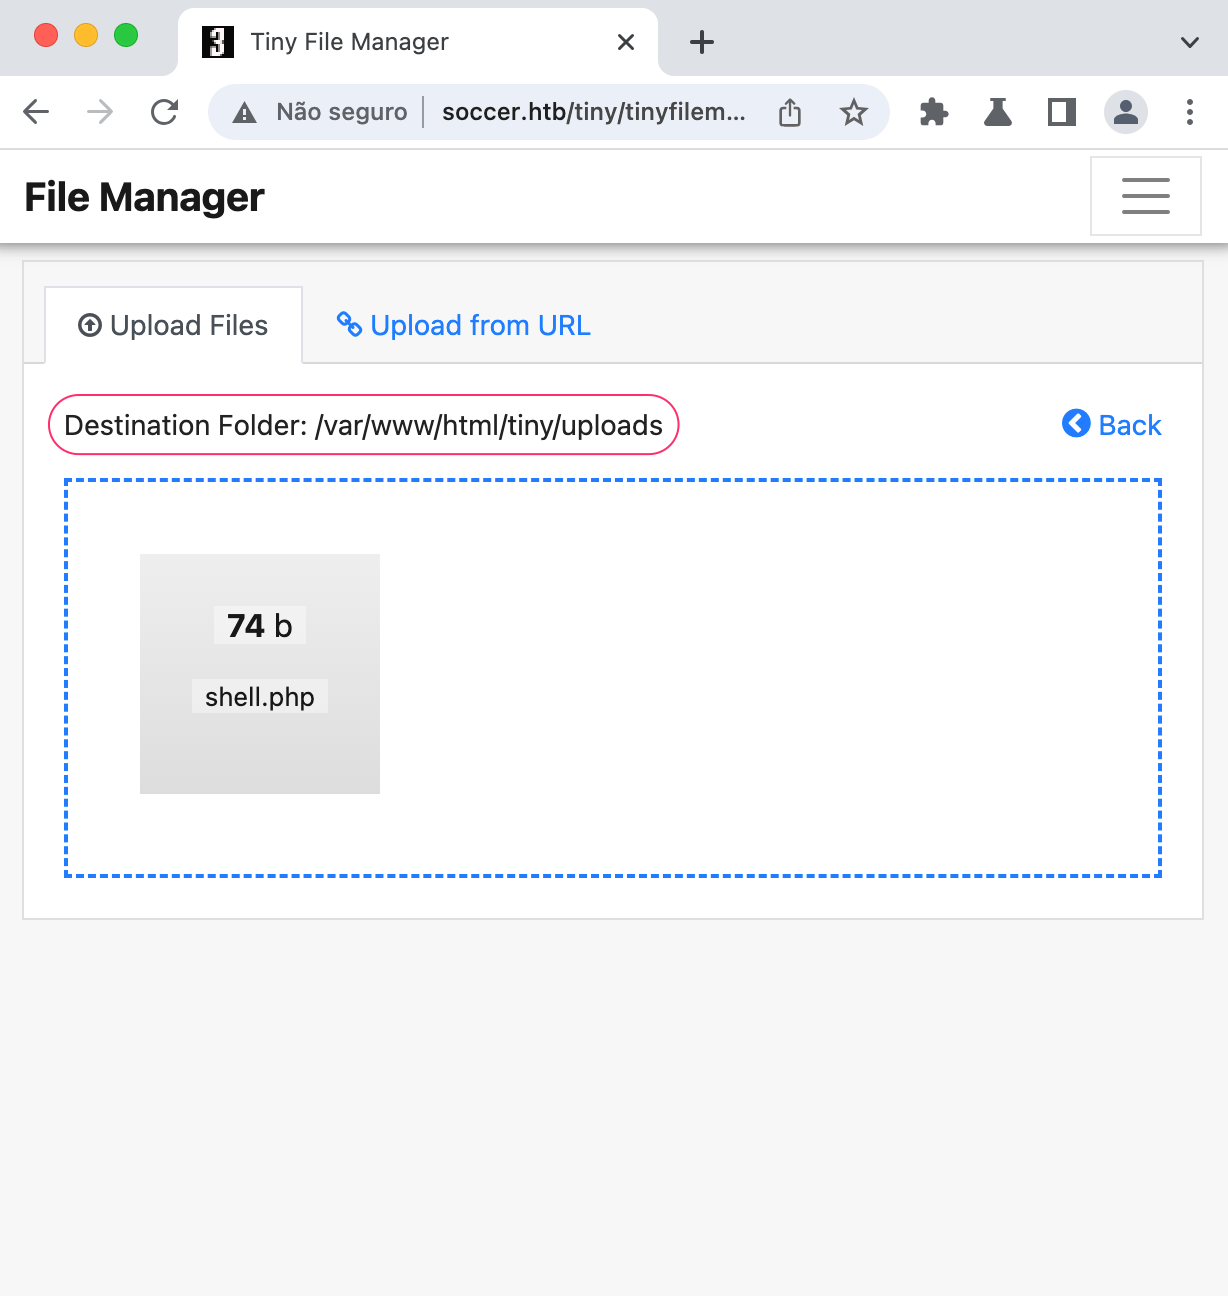 Tiny File Manager
Não seguro soccer.htb/tiny/tinyfilem...
File Manager
Upload Files Upload from URL
Destination Folder: /var/www/html/tiny/uploads Back
74 b
shell.php